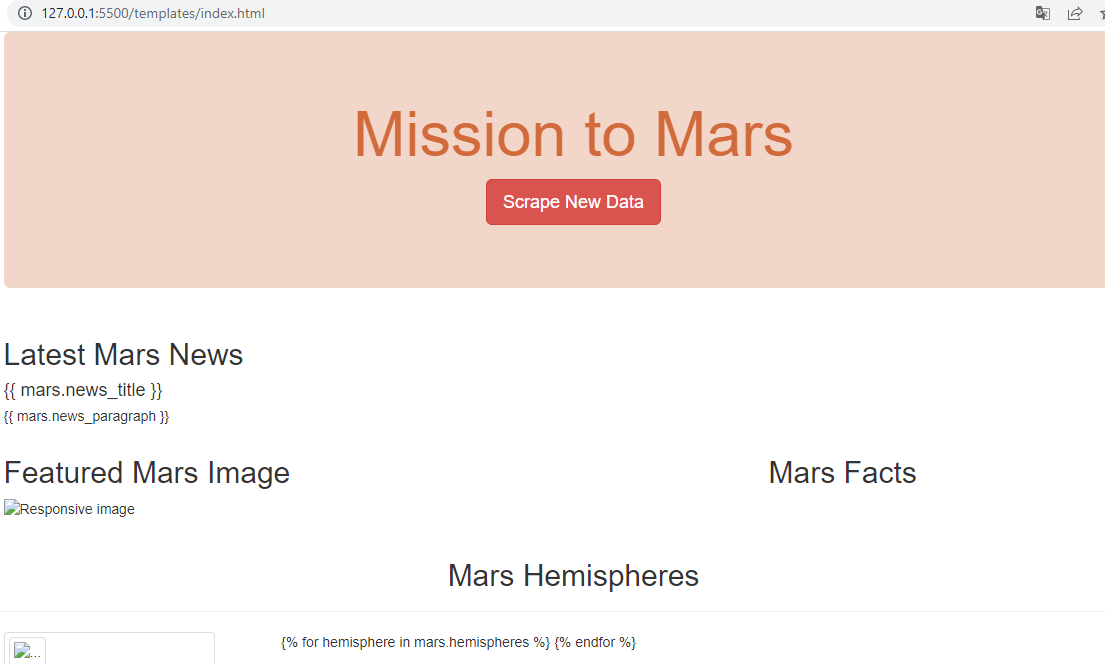 127.0.0.1:5500/templates/index.html
Mission to Mars
Scrape New Data
Latest Mars News
{{ mars.news_title }}
{{ mars.news_paragraph }}
Featured Mars Image
Mars Facts
Responsive image
Mars Hemispheres
...
{% for hemisphere in mars.hemispheres %} {% endfor %}